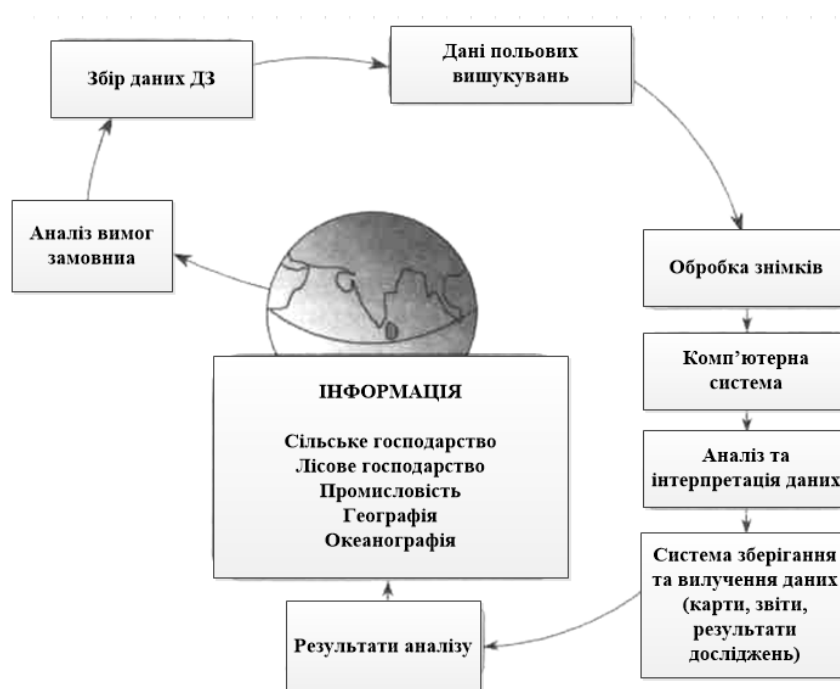 Збір даних ДЗ
Дані польових
вишукувань
Аналіз вимог
замовниа
Обробка знімків
Комп’ютерна
система
Аналіз та
інтерпретація даних
Система зберігання
та вилучення даних
(карти, звіти,
результати
досліджень)
Результати аналізу
ІНФОРМАЦІЯ
Сільське господарство
Лісове господарство
Промисловість
Географія
Океанографія